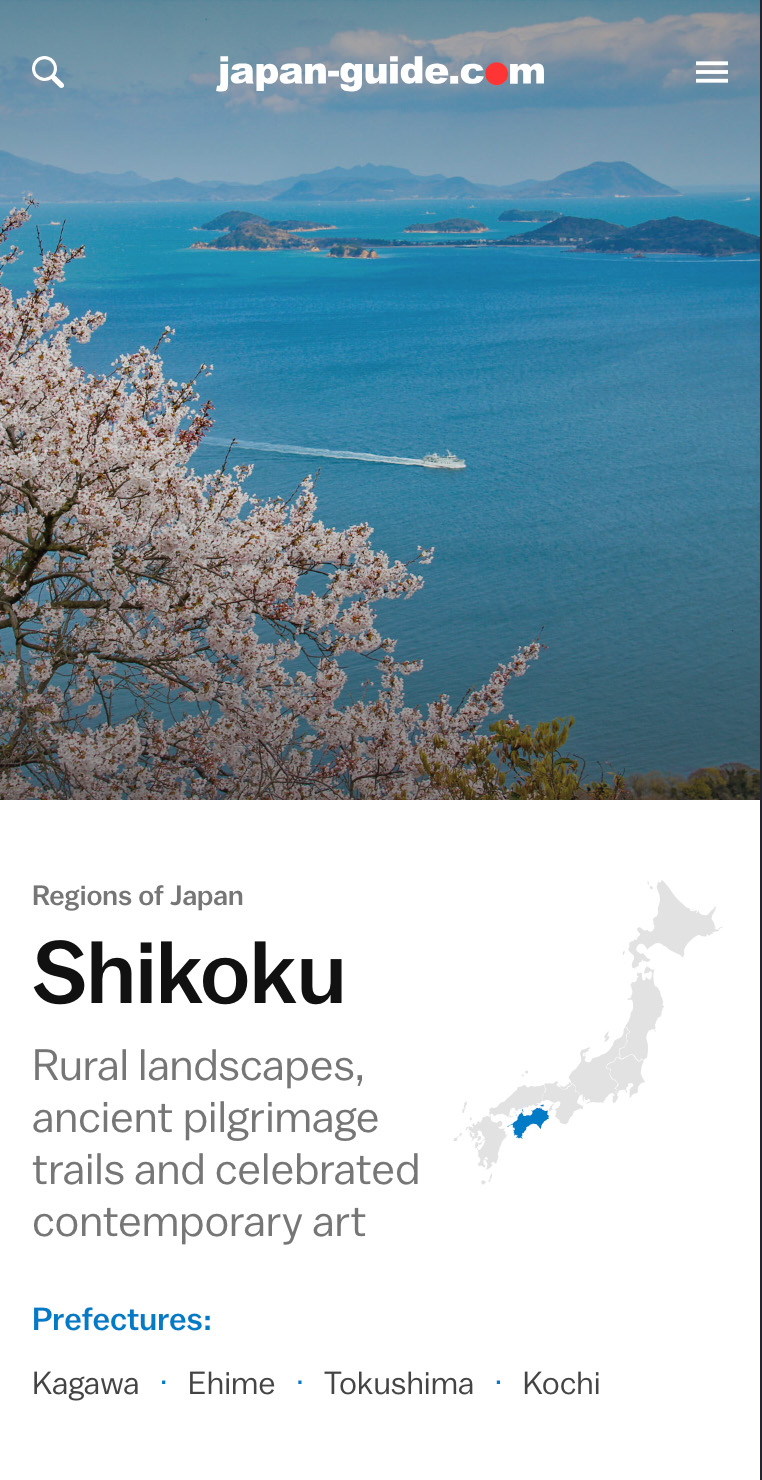 japan-guide.com
Regions of Japan
Shikoku
Rural landscapes,
ancient pilgrimage
trails and celebrated
contemporary art
Prefectures:
Kagawa · Ehime · Tokushima · Kochi